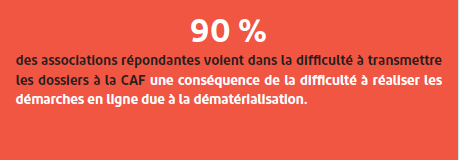 90 %
des associations répondantes voient dans la difficulté à transmettre
les dossiers à la CAF une conséquence de la difficulté à réaliser les
démarches en ligne due à la dématérialisation.